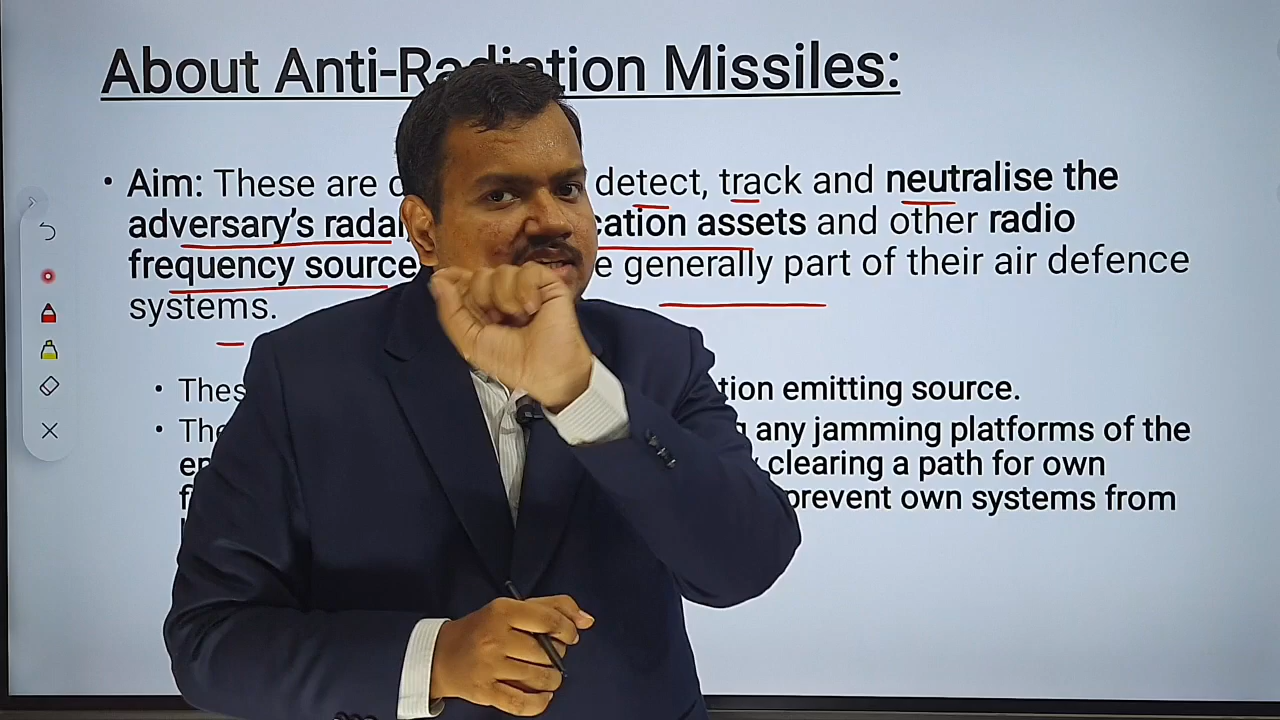 About Anti-Radiation Missiles:
• Aim: These are detect, track and neutralise the
adversary's radar, cation assets and other radio
frequency source e generally part of their air defence
systems.
• Thes tion emitting source.
• The any jamming platforms of the
en clearing a path for own
f prevent own systems from